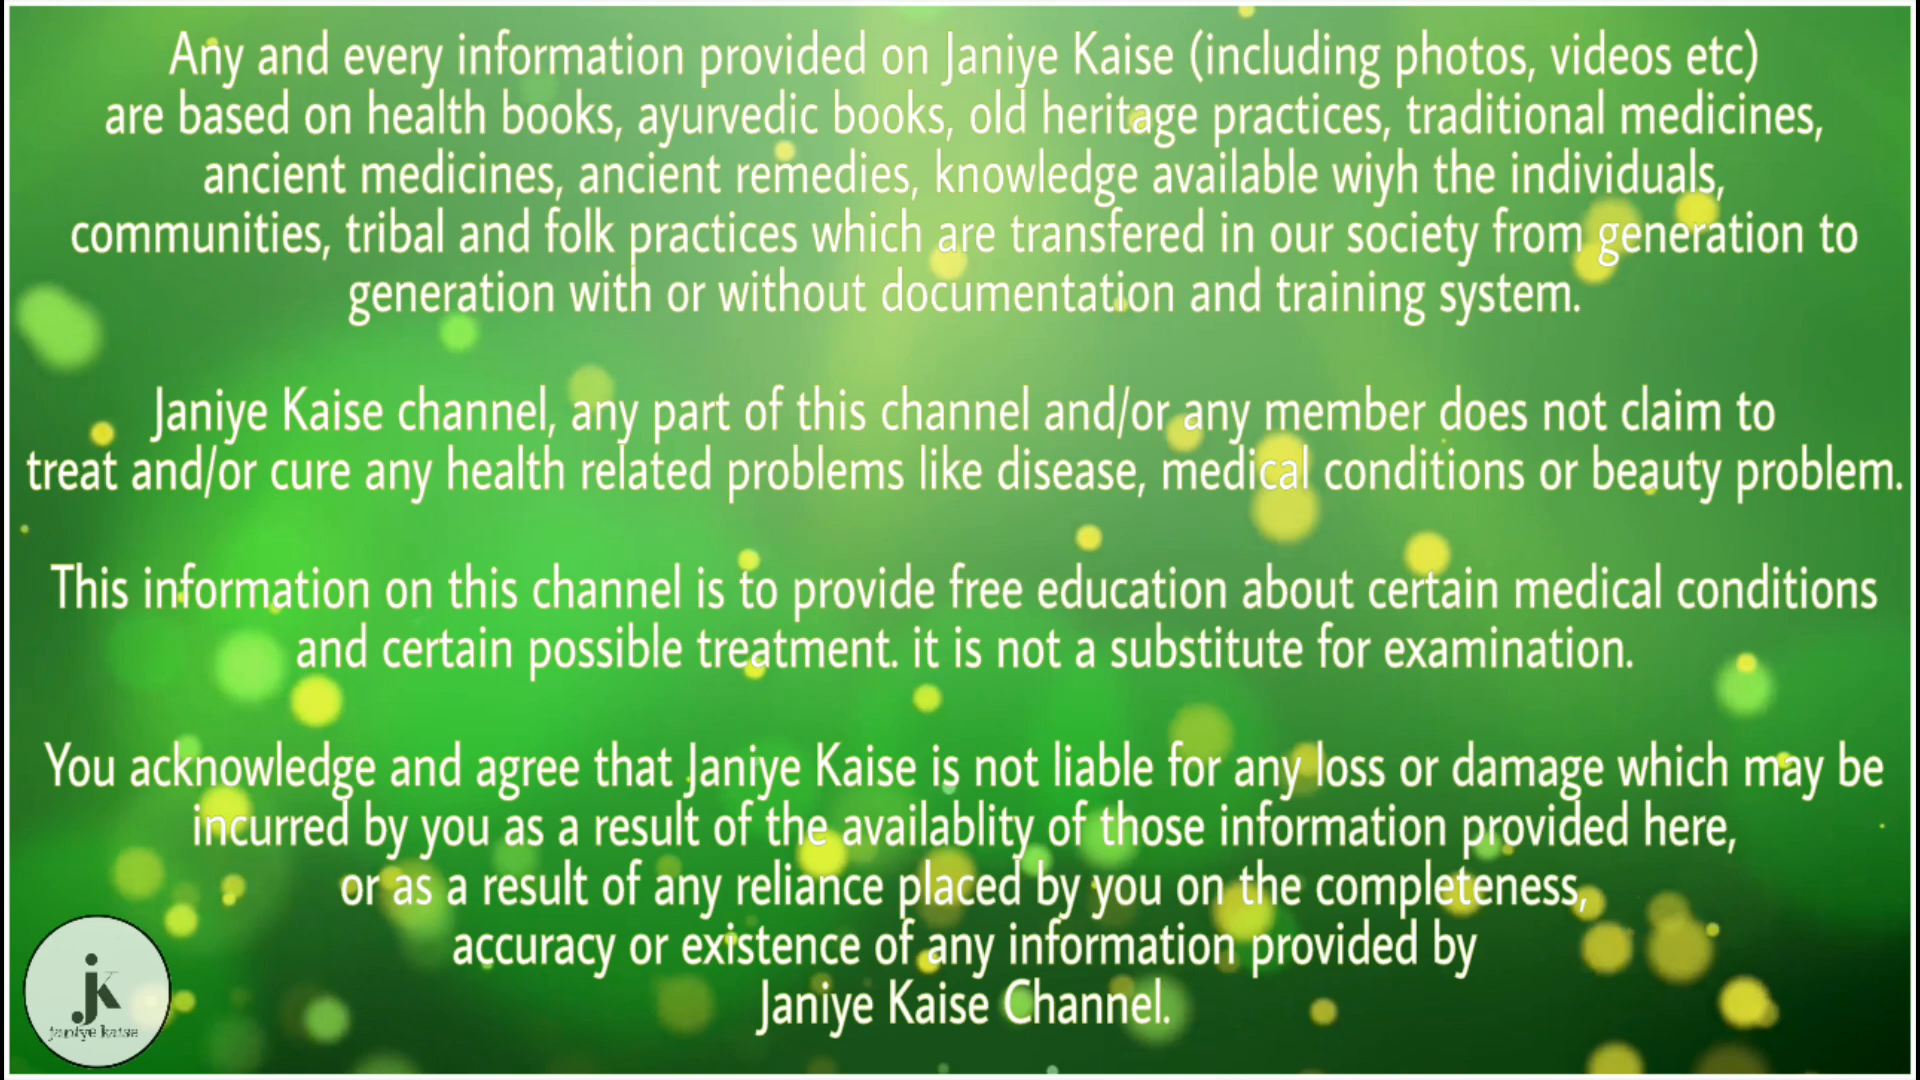 Any and every information provided on Janiye Kaise (including photos, videos etc)
are based on health books, ayurvedic books, old heritage practices, traditional medicines,
ancient medicines, ancient remedies, knowledge available wiyh the individuals,
communities, tribal and folk practices which are transfered in our society from generation to
generation with or without documentation and training system.
Janiye Kaise channel, any part of this channel and/or any member does not claim to
treat and/or cure any health related problems like disease, medical conditions or beauty problem.
This information on this channel is to provide free education about certain medical conditions
and certain possible treatment. it is not a substitute for examination.
You acknowledge and agree that Janiye Kaise is not liable for any loss or damage which may be
incurred by you as a result of the availablity of those information provided here,
or as a result of any reliance placed by you on the completeness,
accuracy or existence of any information provided by
Janiye Kaise Channel.
jk
janiye kaise